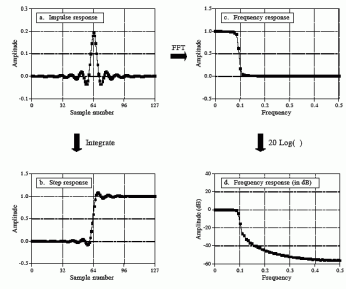 a. Impulse response
Amplitude
0.3
0.2
0.1
0.0
-0.1
0 32 64 96 127
Sample number
FFT
c. Frequency response
Amplitude
1.5
1.0
0.5
0.0
-0.5
0 0.1 0.2 0.3 0.4 0.5
Frequency
Integrate
20 Log( )
b. Step response
Amplitude
1.5
1.0
0.5
0.0
-0.5
0 32 64 96 127
Sample number
d. Frequency response (in dB)
Amplitude (dB)
40
20
0
-20
-40
-60
0 0.1 0.2 0.3 0.4 0.5
Frequency